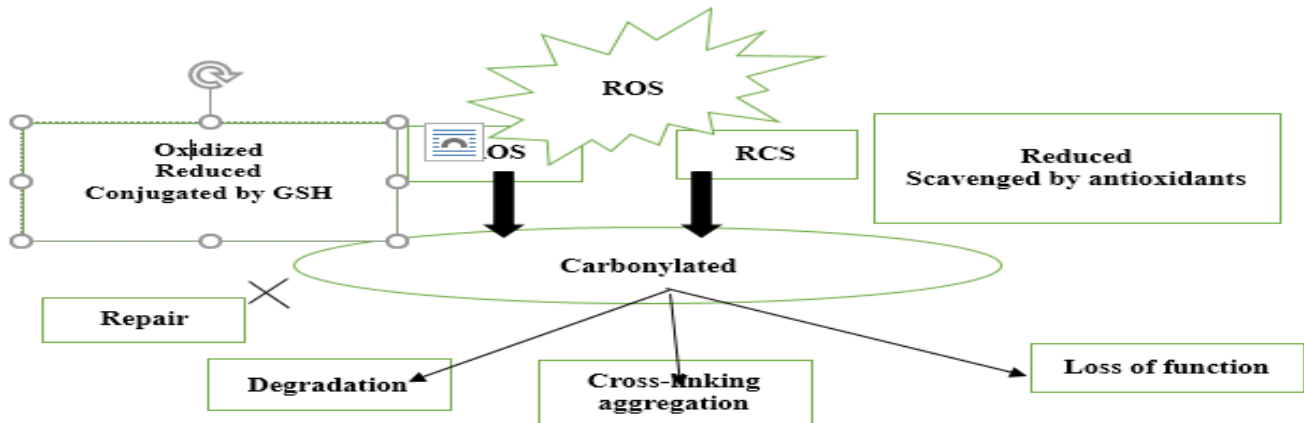 ROS
Oxidized
Reduced
Conjugated by GSH
OS
RCS
Reduced
Scavenged by antioxidants
Carbonylated
Repair
Degradation
Cross-linking
aggregation
Loss of function